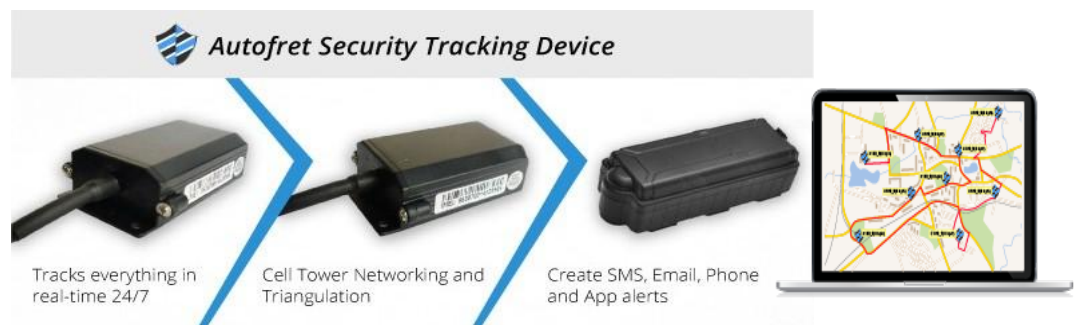 Autofret Security Tracking Device
Tracks everything in
real-time 24/7
Cell Tower Networking and
Triangulation
Create SMS, Email, Phone
and App alerts